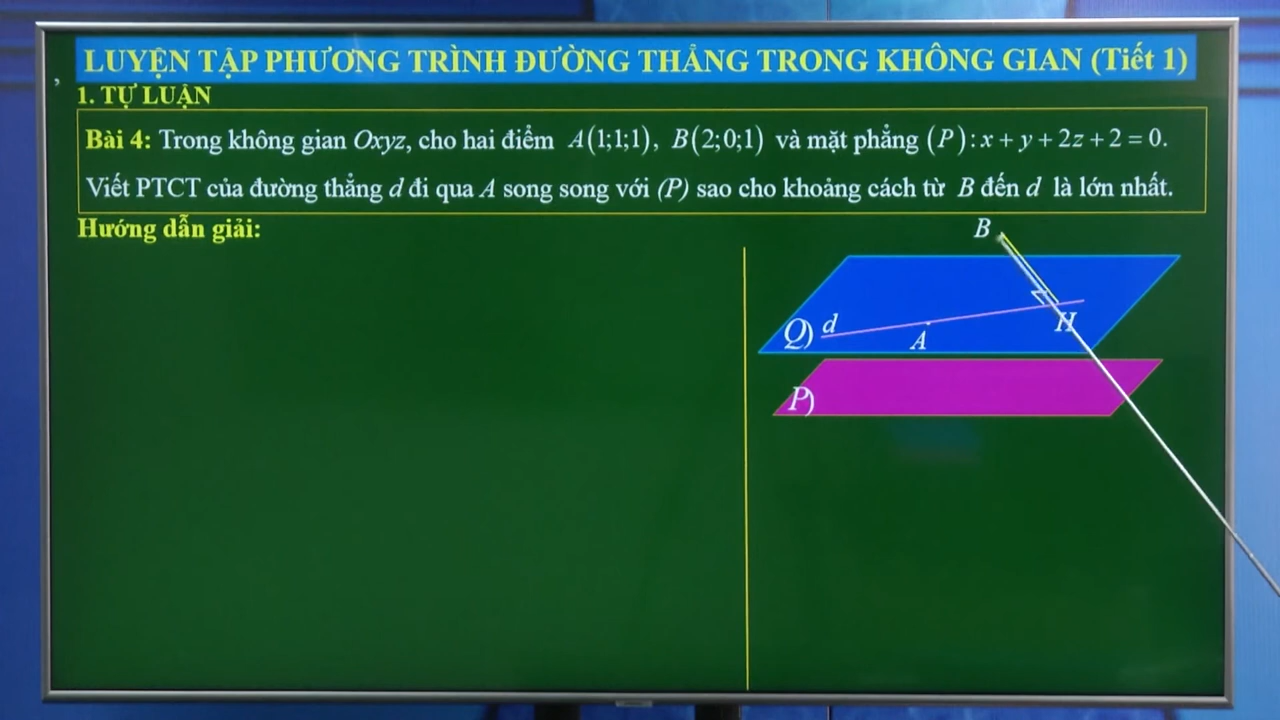 LUYỆN TẬP PHƯƠNG TRÌNH ĐƯỜNG THẲNG TRONG KHÔNG GIAN (Tiết 1)
1. TỰ LUẬN
Bài 4: Trong không gian Oxyz, cho hai điểm A(1;1;1), B(2;0;1) và mặt phẳng (P): x + y + 2z + 2 = 0.
Viết PTCT của đường thẳng d đi qua A song song với (P) sao cho khoảng cách từ B đến d là lớn nhất.
Hướng dẫn giải:
B
Q) d
A
H
P)